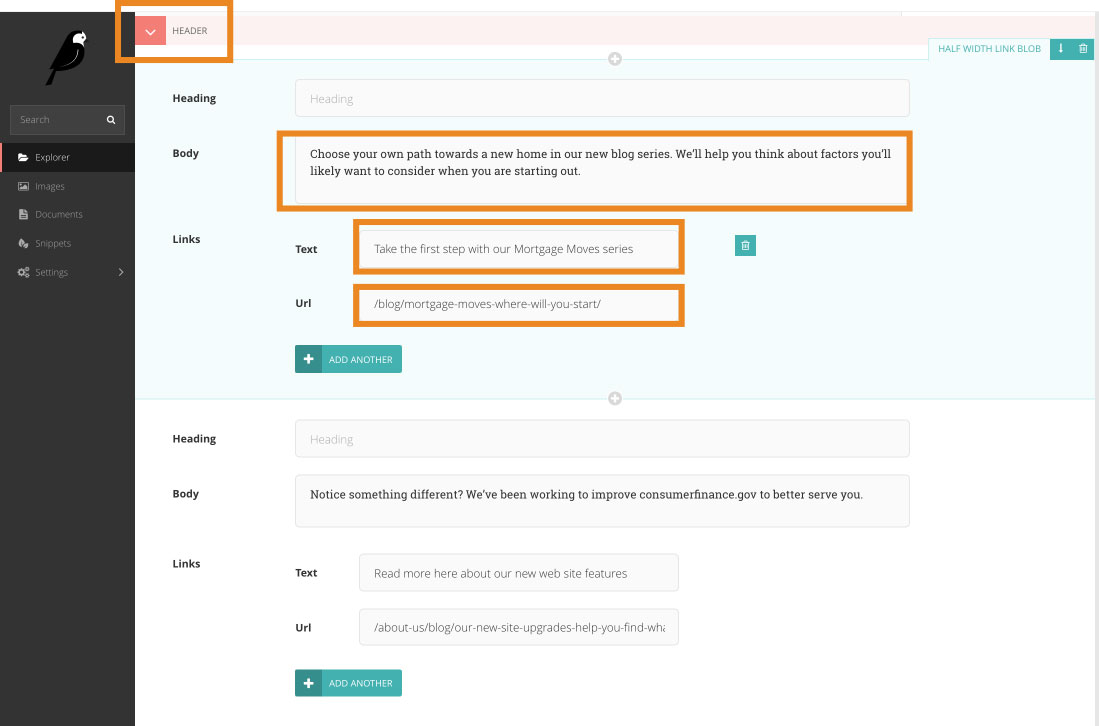 HEADER
HALF WIDTH LINK BLOB
Search
Explorer
Images
Documents
Snippets
Settings
Heading
Heading
Body
Choose your own path towards a new home in our new blog series. We'll help you think about factors you'll
likely want to consider when you are starting out.
Links
Text
Take the first step with our Mortgage Moves series
Url
/blog/mortgage-moves-where-will-you-start/
ADD ANOTHER
Heading
Heading
Body
Notice something different? We've been working to improve consumerfinance.gov to better serve you.
Links
Text
Read more here about our new web site features
Url
/about-us/blog/our-new-site-upgrades-help-you-find-wha
ADD ANOTHER